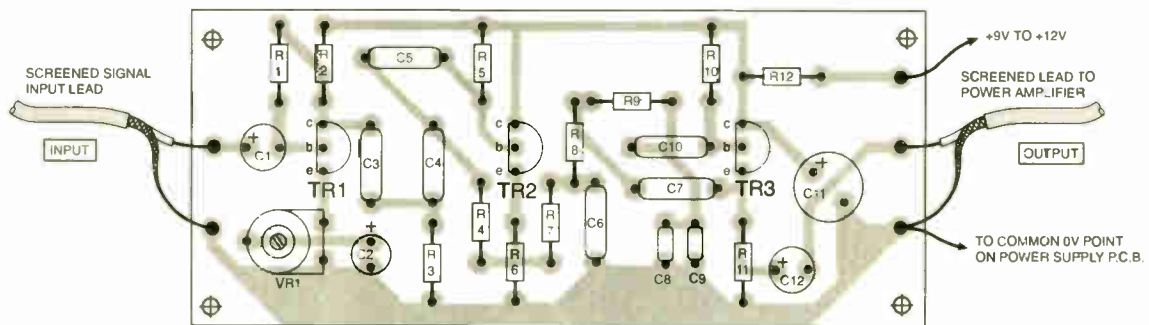 +9V TO +12V
SCREENED SIGNAL
INPUT LEAD
SCREENED LEAD TO
POWER AMPLIFIER
INPUT
OUTPUT
TO COMMON 0V POINT
ON POWER SUPPLY P.C.B.
R1
R2
C5
R5
R10
R12
R9
R8
C1
c
b
e
TR1
C3
C4
c
b
e
TR2
C10
C7
c
b
e
TR3
C11
VR1
C2
R3
R4
R6
R7
C6
C8
C9
R11
C12
+
+
+
+